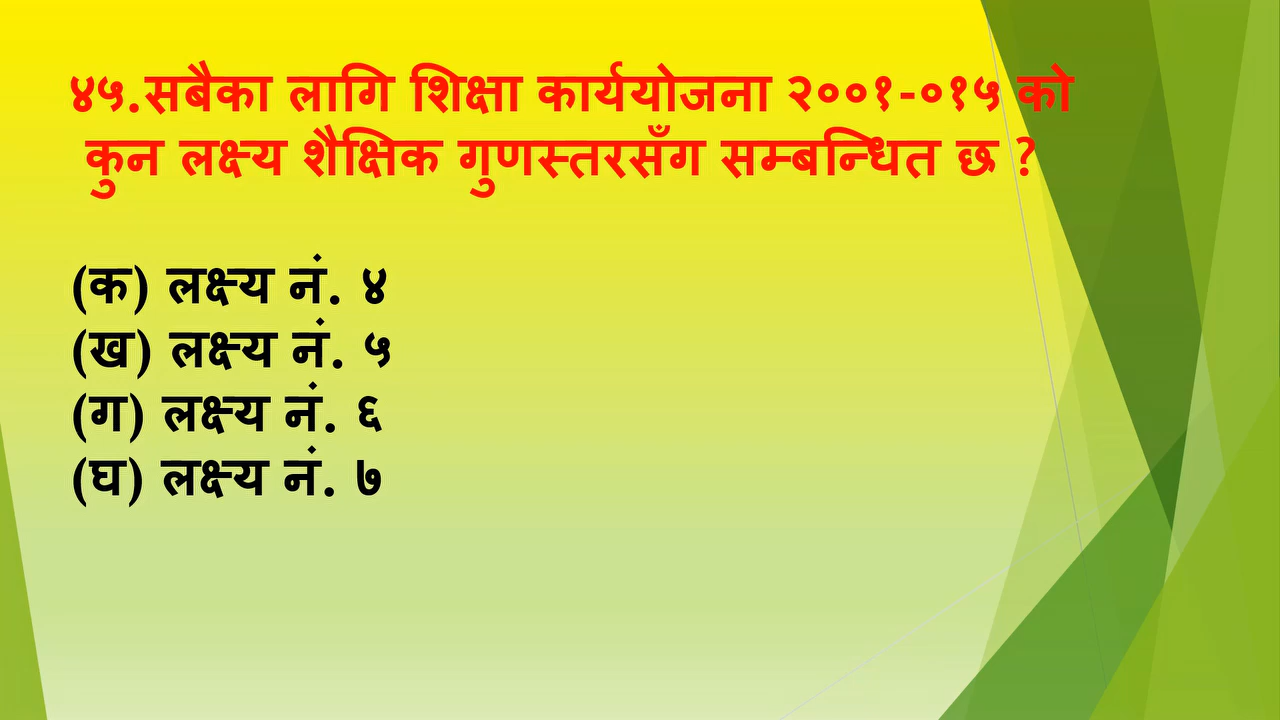 ४५.सबैका लागि शिक्षा कार्ययोजना २००१-०१५ को
कुन लक्ष्य शैक्षिक गुणस्तरसँग सम्बन्धित छ ?
(क) लक्ष्य नं. ४
(ख) लक्ष्य नं. ५
(ग) लक्ष्य नं. ६
(घ) लक्ष्य नं. ७